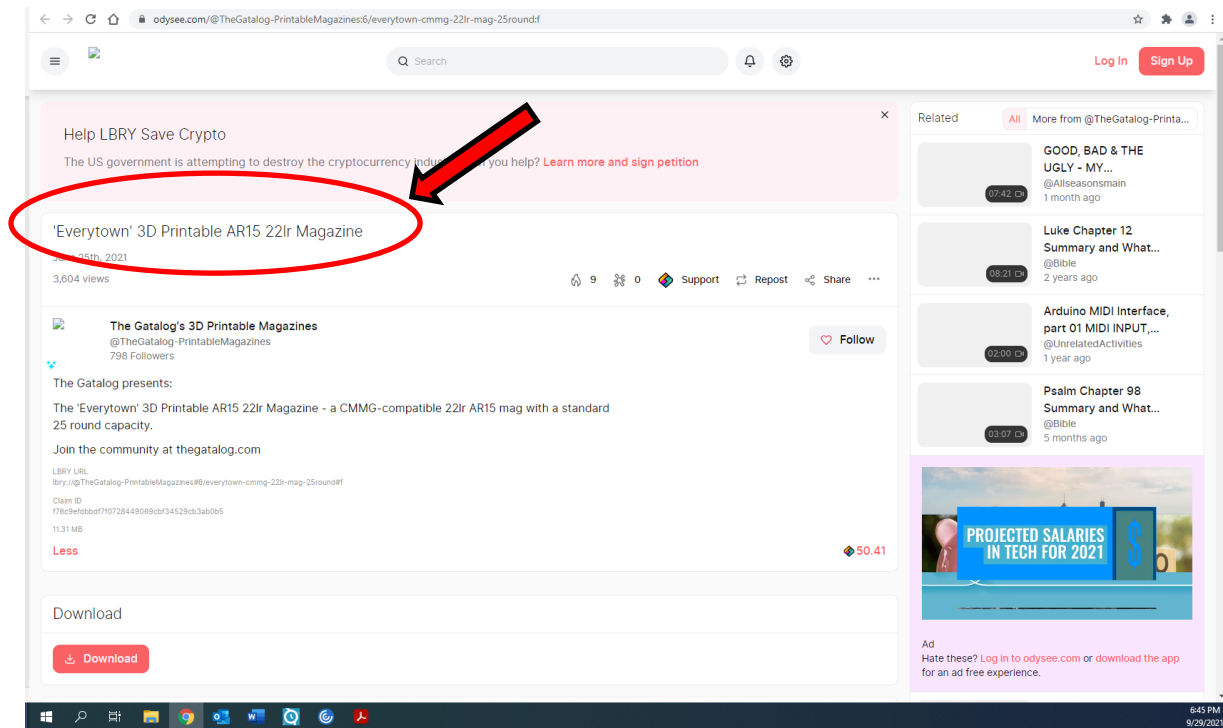 odysee.com/@TheGatalog-PrintableMagazines:6/everytown-cmmg-22lr-mag-25round:f
Search
Log In
Sign Up
Help LBRY Save Crypto
The US government is attempting to destroy the cryptocurrency you help? Learn more and sign petition
'Everytown' 3D Printable AR15 22lr Magazine
June 25th, 2021
3,604 views
9
0
Support
Repost
Share
The Gatalog's 3D Printable Magazines
@TheGatalog-PrintableMagazines
798 Followers
Follow
The Gatalog presents:
The 'Everytown' 3D Printable AR15 22lr Magazine - a CMMG-compatible 22lr AR15 mag with a standard
25 round capacity.
Join the community at thegatalog.com
LBRY URL
lbry://@TheGatalog-PrintableMagazines#6/everytown-cmmg-22lr-mag-25round#f
Claim ID
f76c9efdbbdf7f0728449089cbf34529cb3ab0b5
11.31 MB
Less
50.41
Download
Download
Related
All
More from @TheGatalog-Printa...
GOOD, BAD & THE
UGLY - MY...
@Allseasonsmain
1 month ago
07:42
Luke Chapter 12
Summary and What...
@Bible
2 years ago
08:21
Arduino MIDI Interface,
part 01 MIDI INPUT,...
@UnrelatedActivities
1 year ago
02:00
Psalm Chapter 98
Summary and What...
@Bible
5 months ago
03:07
PROJECTED SALARIES
IN TECH FOR 2021
Ad
Hate these? Log in to odysee.com or download the app
for an ad free experience.
6:45 PM
9/29/2021